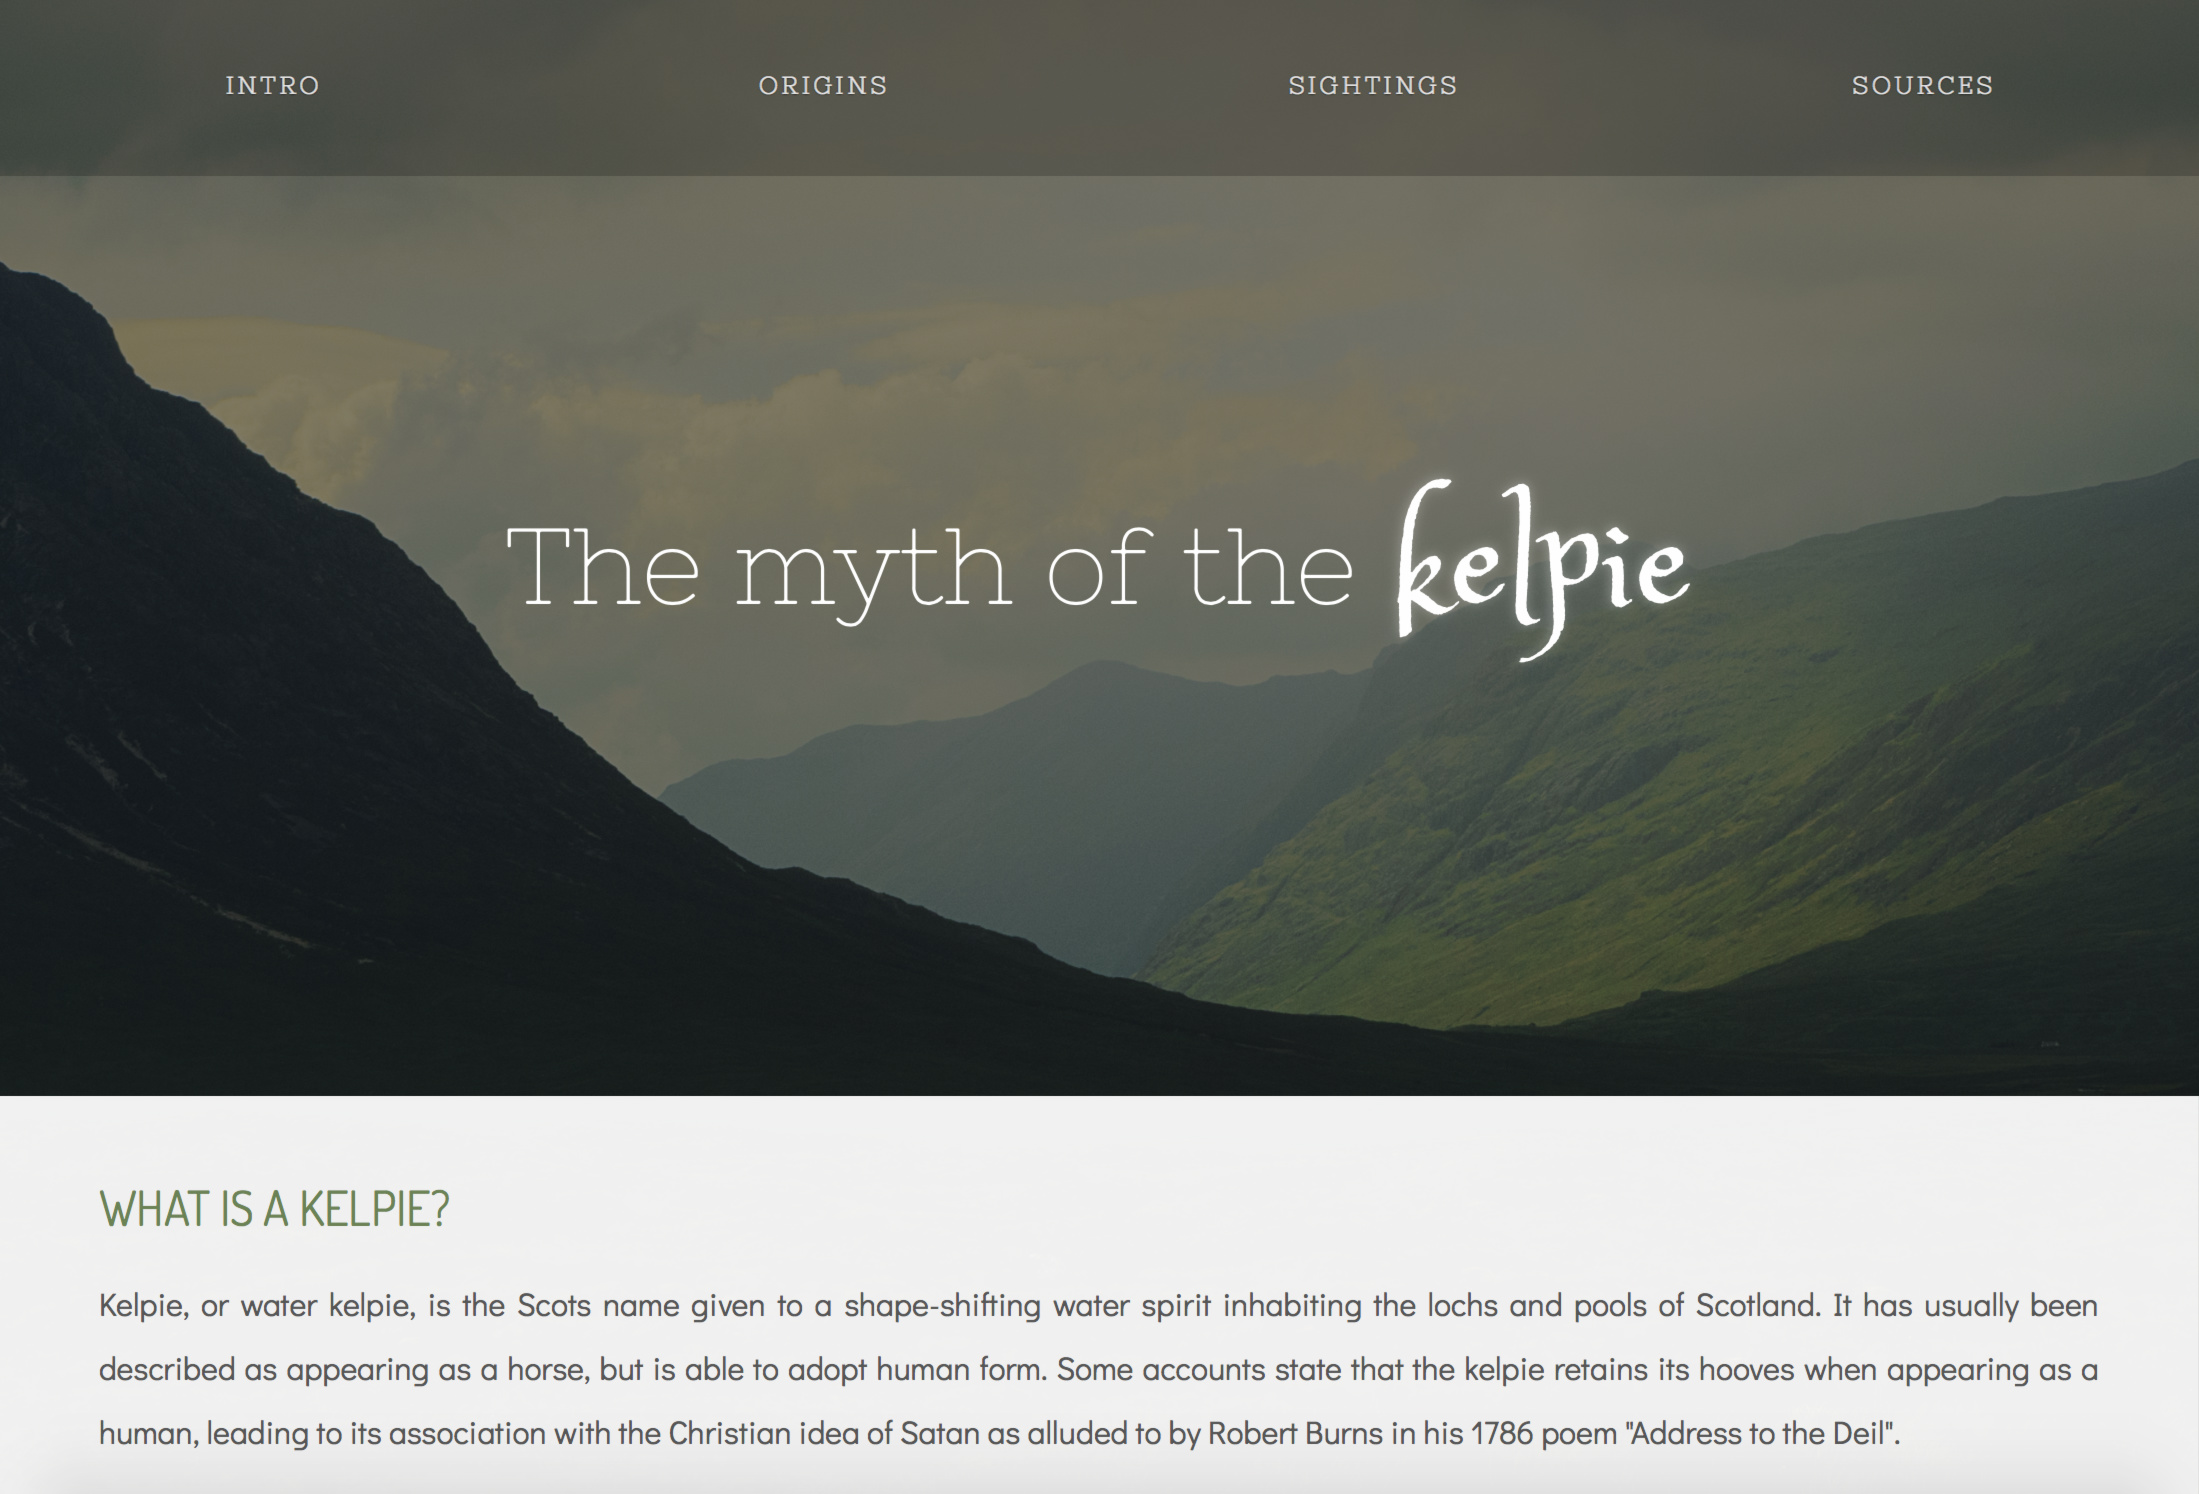 INTRO
ORIGINS
SIGHTINGS
SOURCES
The myth of the kelpie
WHAT IS A KELPIE?
Kelpie, or water kelpie, is the Scots name given to a shape-shifting water spirit inhabiting the lochs and pools of Scotland. It has usually been
described as appearing as a horse, but is able to adopt human form. Some accounts state that the kelpie retains its hooves when appearing as a
human, leading to its association with the Christian idea of Satan as alluded to by Robert Burns in his 1786 poem "Address to the Deil".